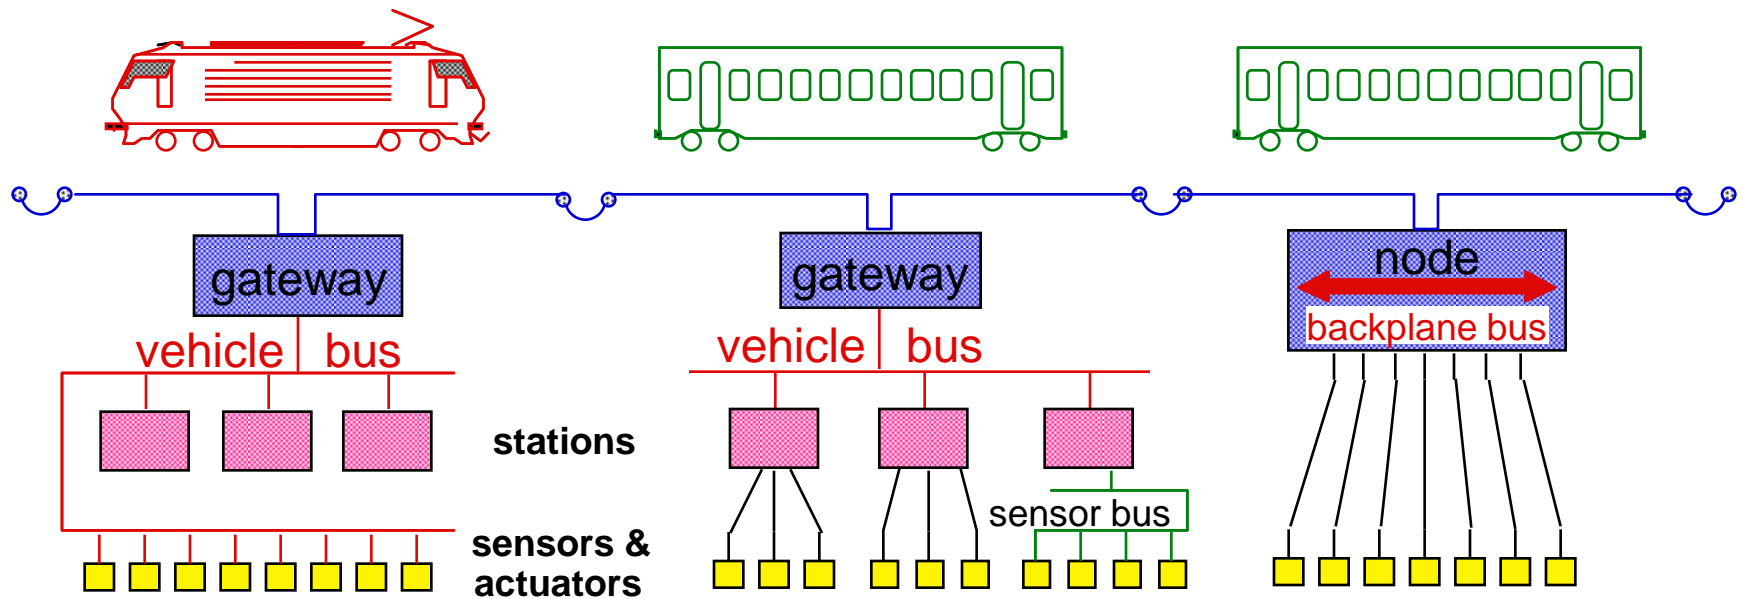 gateway
vehicle bus
stations
sensors &
actuators
gateway
vehicle bus
sensor bus
node
backplane bus